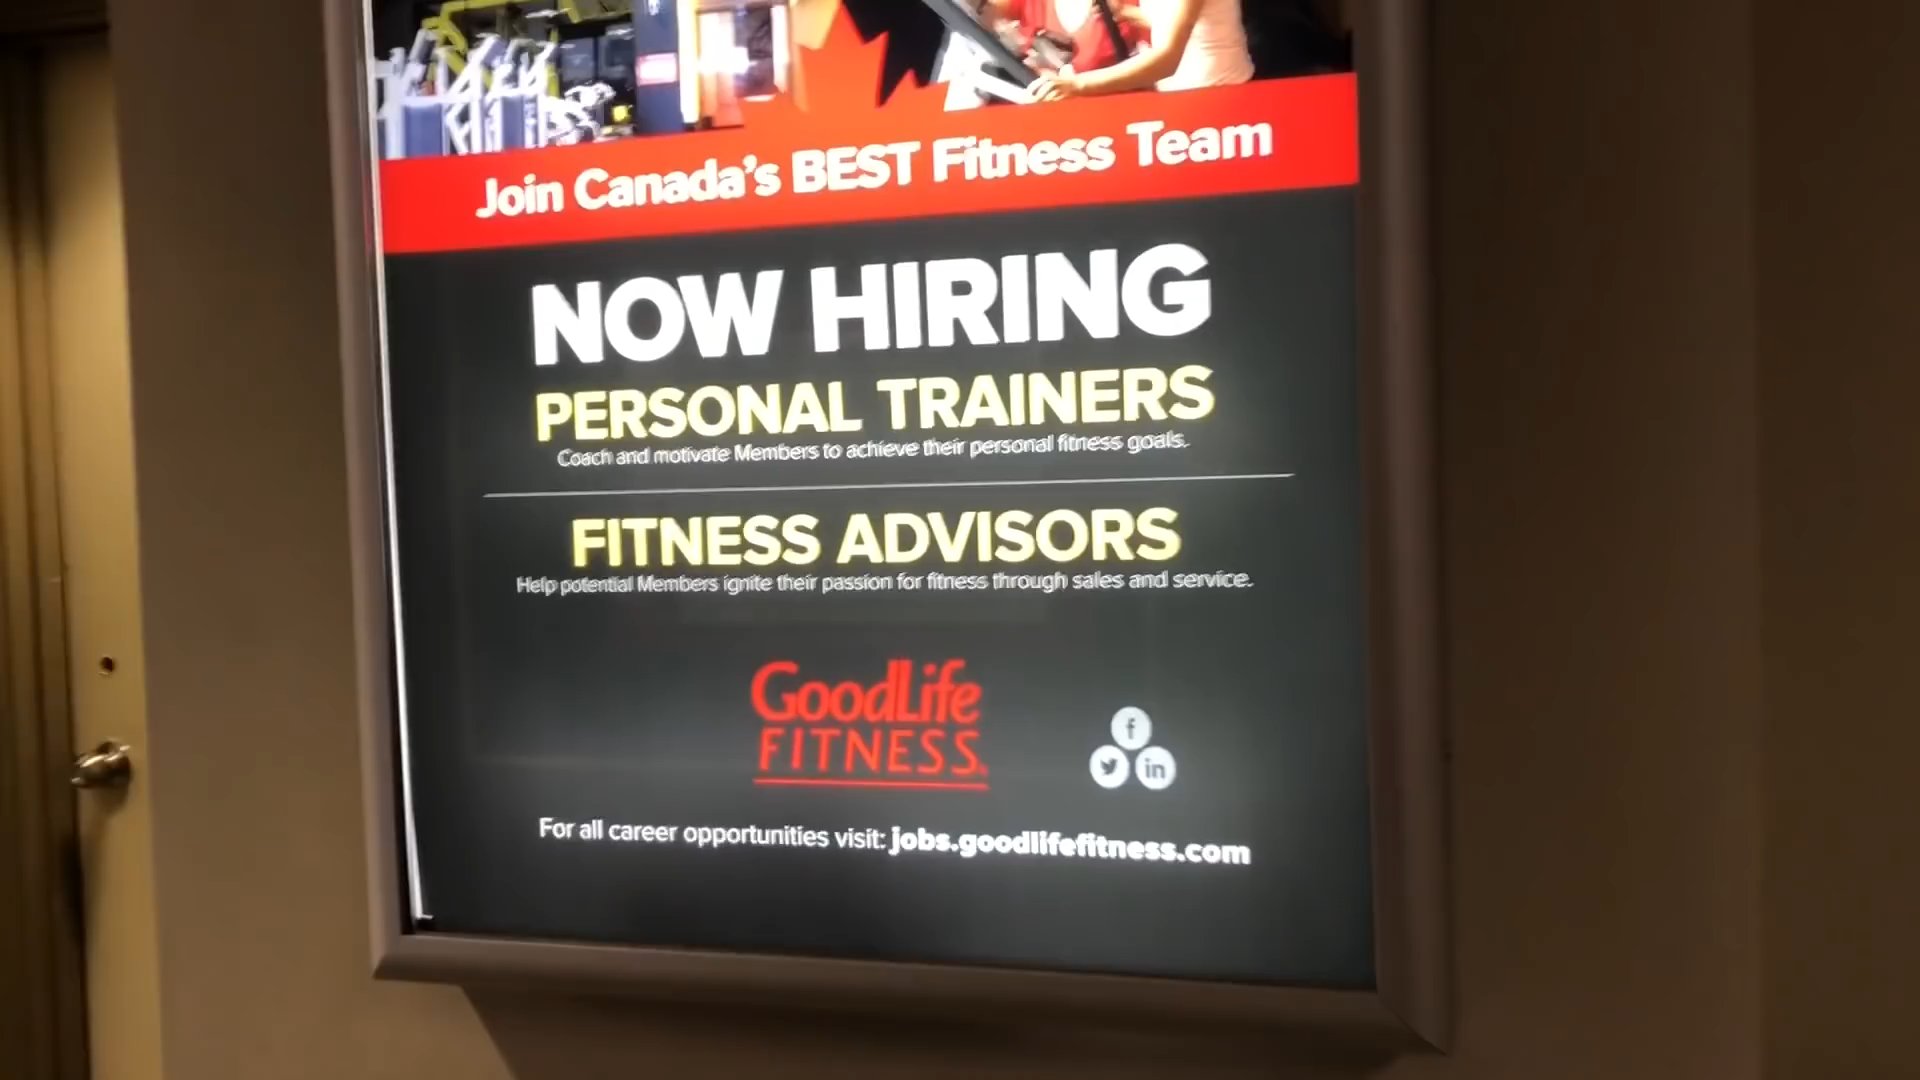 Join Canada's BEST Fitness Team
NOW HIRING
PERSONAL TRAINERS
Coach and motivate Members to achieve their personal fitness goals.
FITNESS ADVISORS
Help potential Members ignite their passion for fitness through sales and service.
GoodLife
FITNESS
f
in
For all career opportunities visit: jobs.goodlifefitness.com